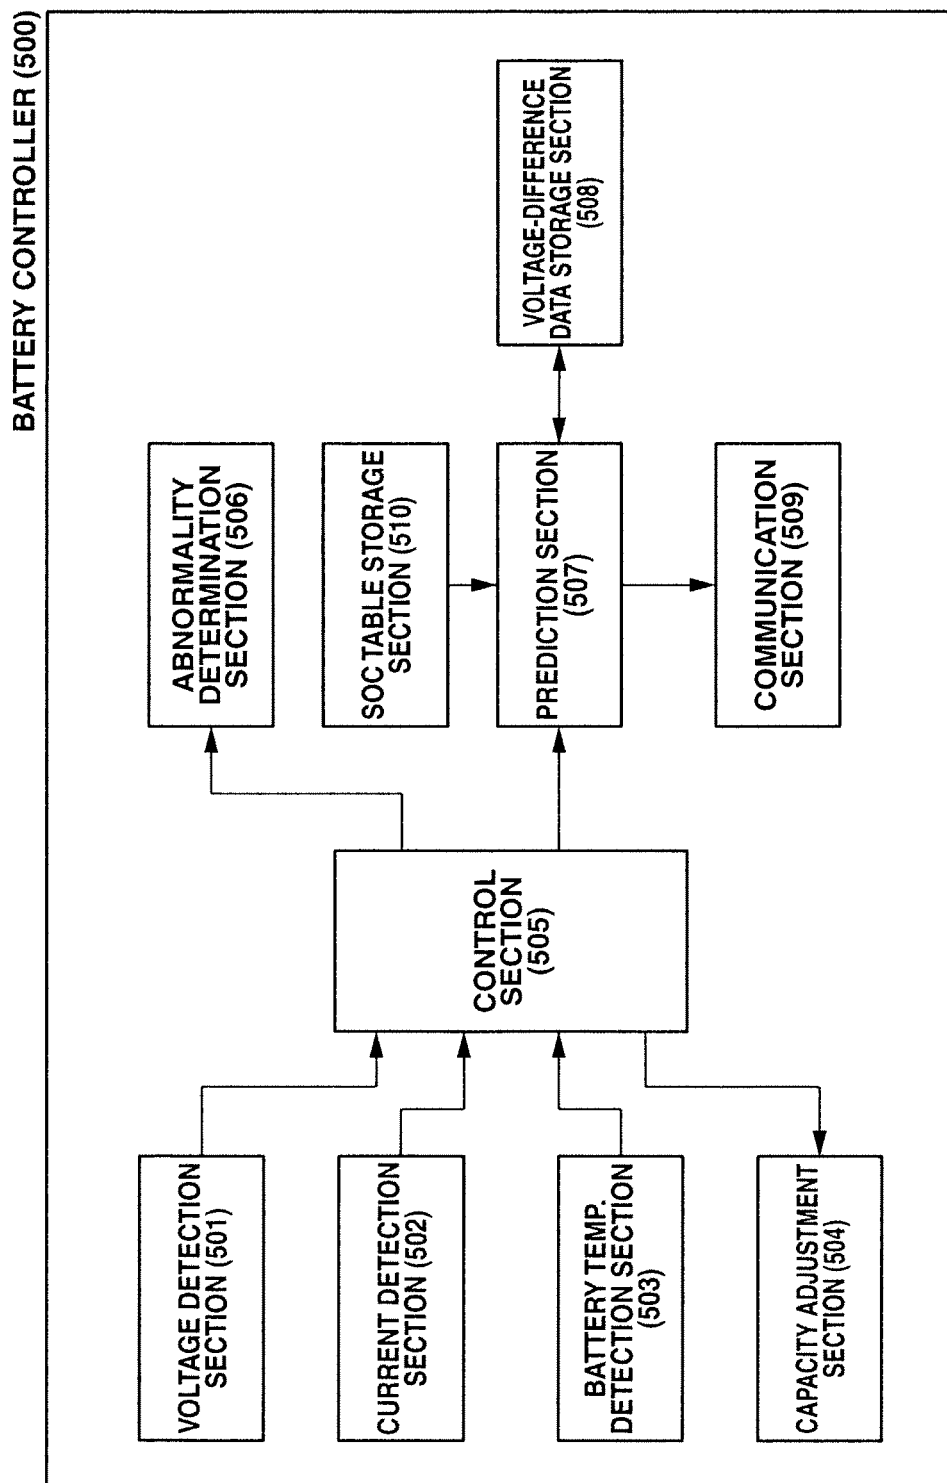 BATTERY CONTROLLER (500)
VOLTAGE DETECTION
SECTION (501)
CURRENT DETECTION
SECTION (502)
BATTERY TEMP.
DETECTION SECTION
(503)
CAPACITY ADJUSTMENT
SECTION (504)
CONTROL
SECTION
(505)
ABNORMALITY
DETERMINATION
SECTION (506)
SOC TABLE STORAGE
SECTION (510)
PREDICTION SECTION
(507)
COMMUNICATION
SECTION (509)
VOLTAGE-DIFFERENCE
DATA STORAGE SECTION
(508)